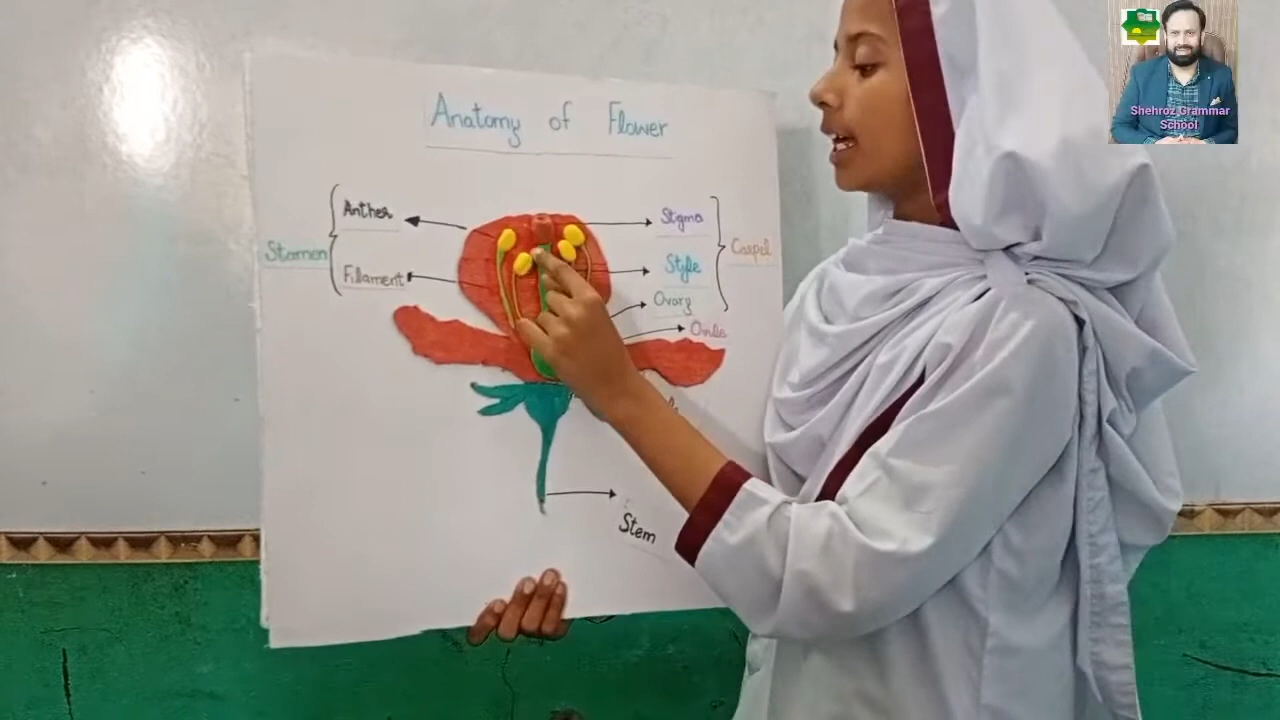 Shehroz Grammar
School
Anatomy of Flower
Anther
Stigma
Stamen
Carpel
Filament
Style
Ovary
Ovule
Stem